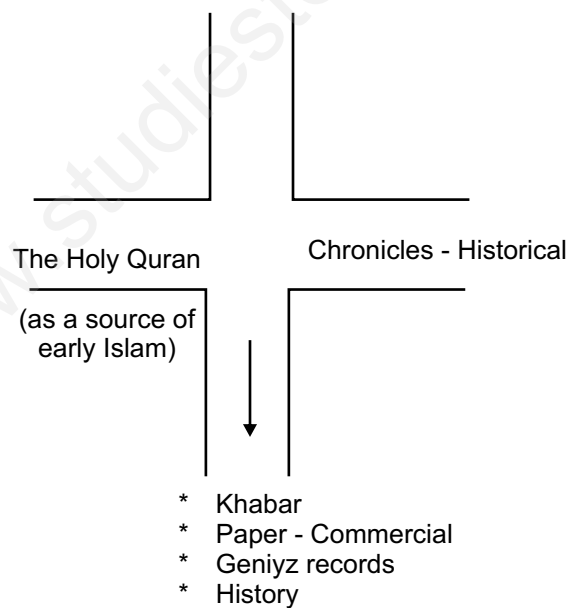 The Holy Quran
Chronicles - Historical
(as a source of
early Islam)
* Khabar
* Paper - Commercial
* Geniyz records
* History